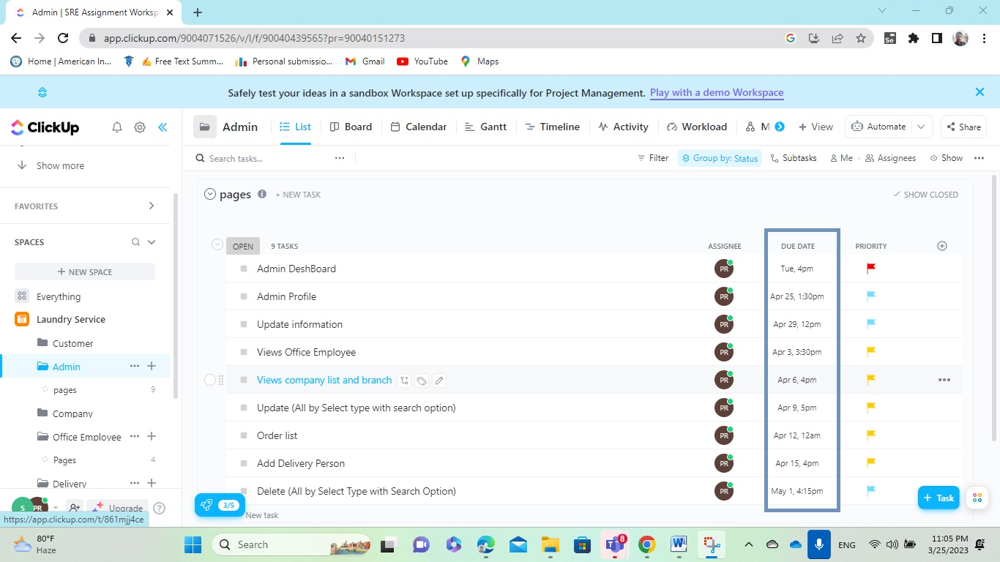 Admin | SRE Assignment Worksp
app.clickup.com/9004071526/v/l/f/90040439565?pr=90040151273
Se
Home | American In...
Free Text Summ...
Personal submissio...
Gmail
YouTube
Maps
Safely test your ideas in a sandbox Workspace set up specifically for Project Management. Play with a demo Workspace
ClickUp
Admin
List
Board
Calendar
Gantt
Timeline
Activity
Workload
M
+ View
Automate
Share
Show more
Search tasks...
Filter
Group by: Status
Subtasks
Me
Assignees
Show
FAVORITES
SPACES
+ NEW SPACE
Everything
Laundry Service
Customer
Admin
pages 9
Company
Office Employee
Pages 4
Delivery
S PR
Upgrade
https://app.clickup.com/t/861mjj4ce
pages + NEW TASK
SHOW CLOSED
OPEN 9 TASKS ASSIGNEE DUE DATE PRIORITY
Admin DeshBoard PR Tue, 4pm
Admin Profile PR Apr 25, 1:30pm
Update information PR Apr 29, 12pm
Views Office Employee PR Apr 3, 3:30pm
Views company list and branch PR Apr 6, 4pm
Update (All by Select type with search option) PR Apr 9, 5pm
Order list PR Apr 12, 12am
Add Delivery Person PR Apr 15, 4pm
Delete (All by Select Type with Search Option) PR May 1, 4:15pm
3/5
New task
+ Task
80°F
Haze
Search
8
ENG
11:05 PM
3/25/2023